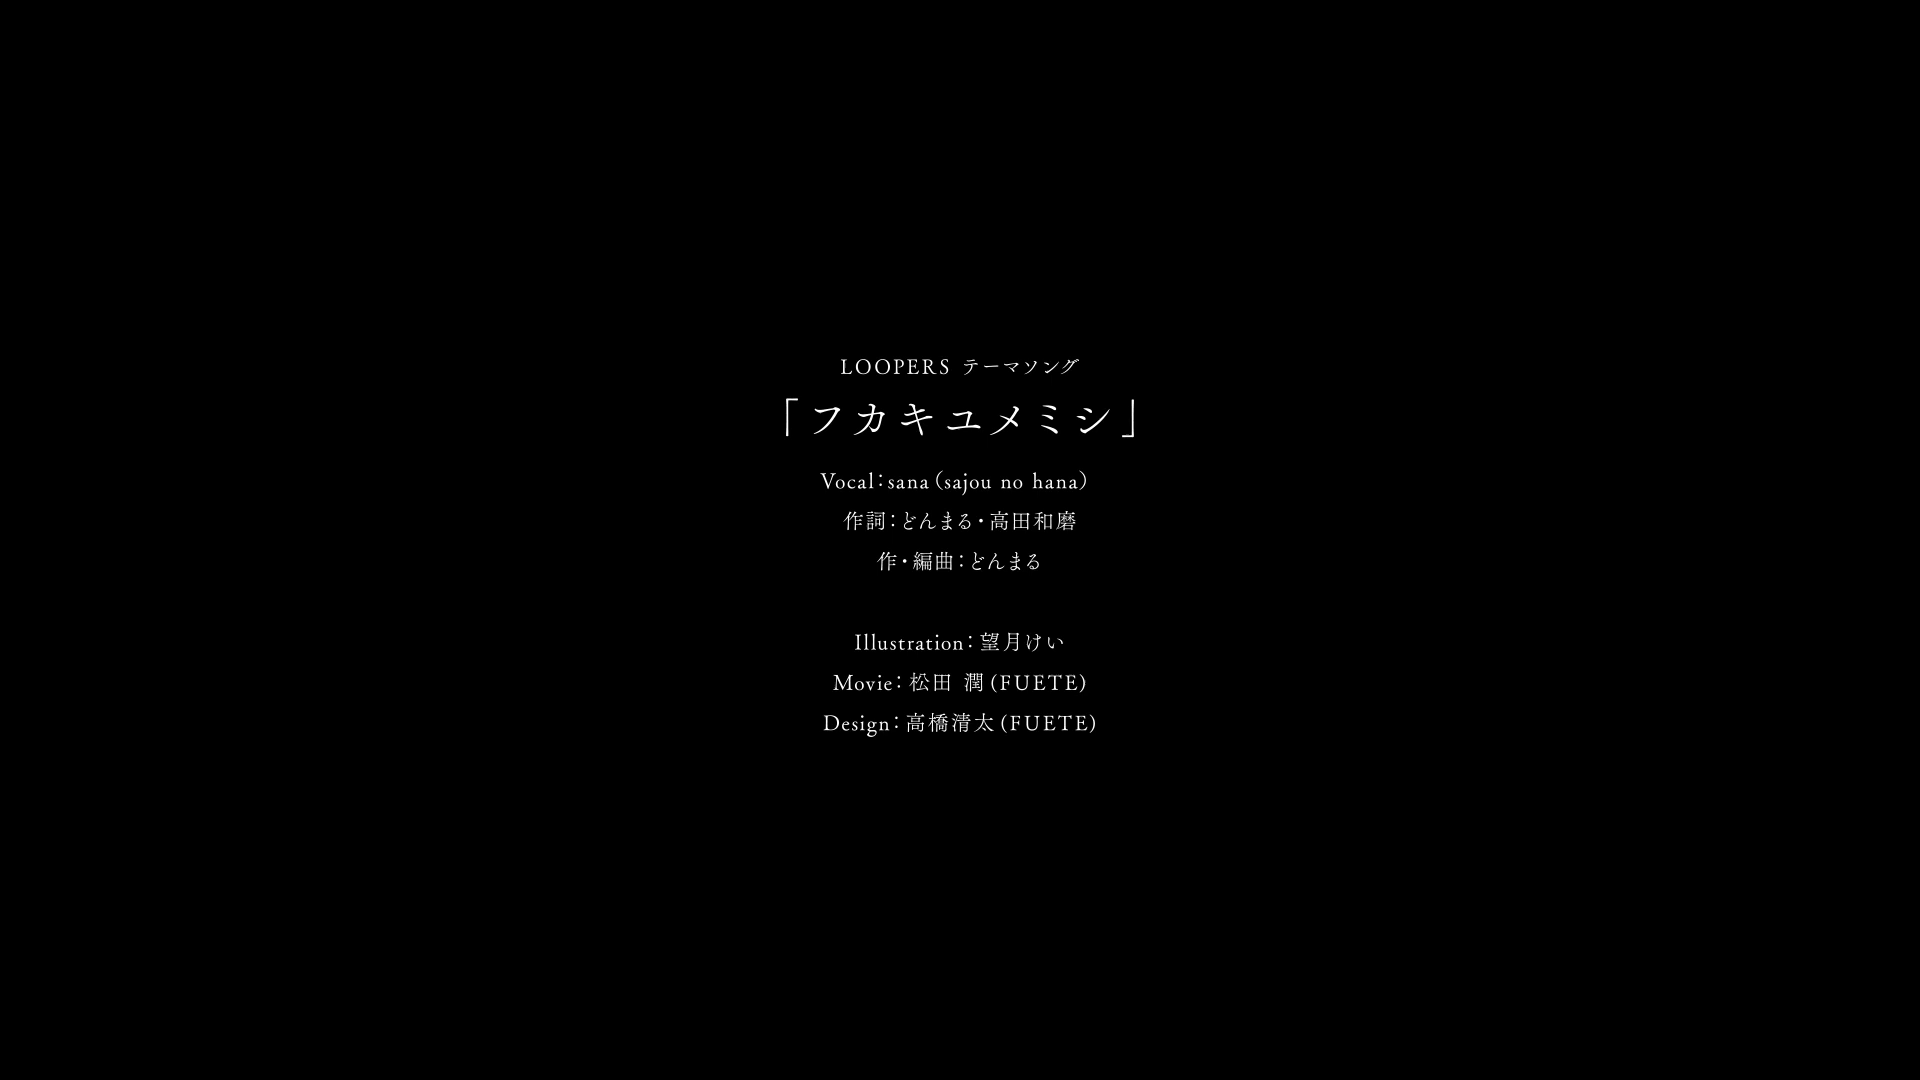 LOOPERS テーマソング
「フカキユメミシ」
Vocal：sana（sajou no hana）
作詞：どんまる・高田和磨
作・編曲：どんまる
Illustration：望月けい
Movie：松田 潤（FUETE）
Design：高橋清太（FUETE）